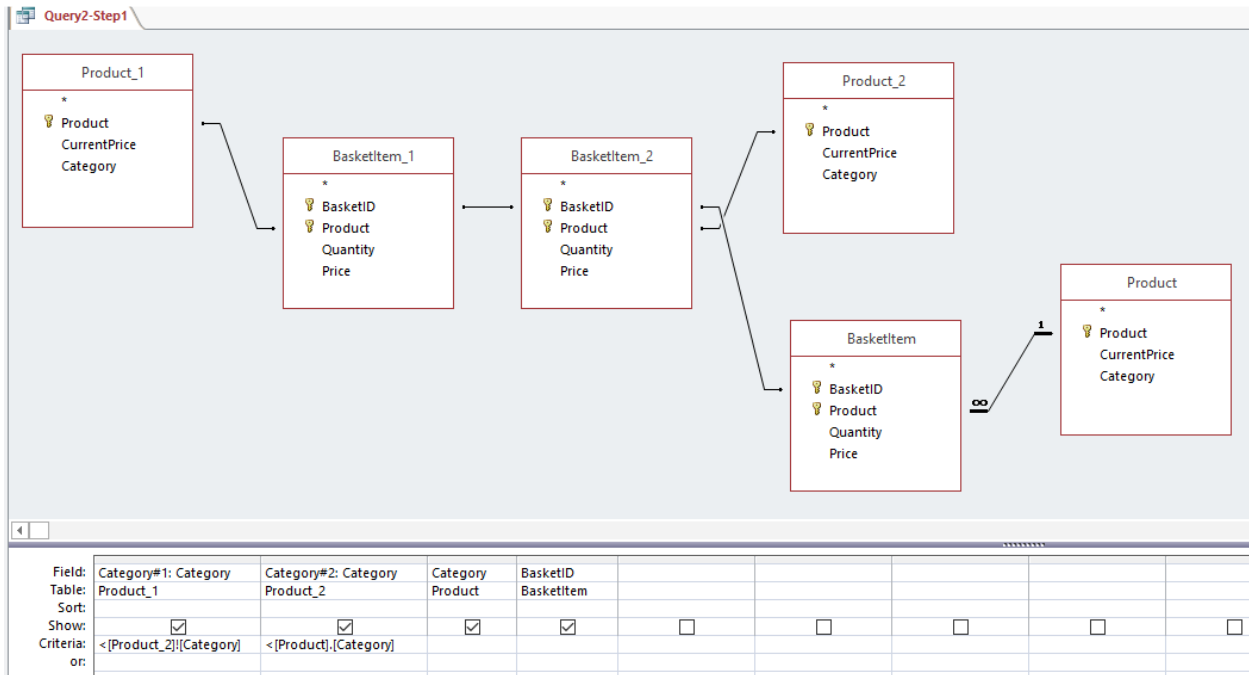 Query2-Step1
Product_1
*
Product
CurrentPrice
Category
BasketItem_1
*
BasketID
Product
Quantity
Price
BasketItem_2
*
BasketID
Product
Quantity
Price
Product_2
*
Product
CurrentPrice
Category
BasketItem
*
BasketID
Product
Quantity
Price
∞
1
Product
*
Product
CurrentPrice
Category
Field: Category#1: Category Category#2: Category Category BasketID
Table: Product_1 Product_2 Product BasketItem
Sort:
Show:
Criteria: <[Product_2]![Category] <[Product].[Category]
or: